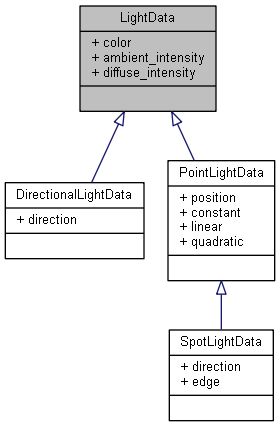 LightData
+ color
+ ambient_intensity
+ diffuse_intensity
DirectionalLightData
+ direction
PointLightData
+ position
+ constant
+ linear
+ quadratic
SpotLightData
+ direction
+ edge